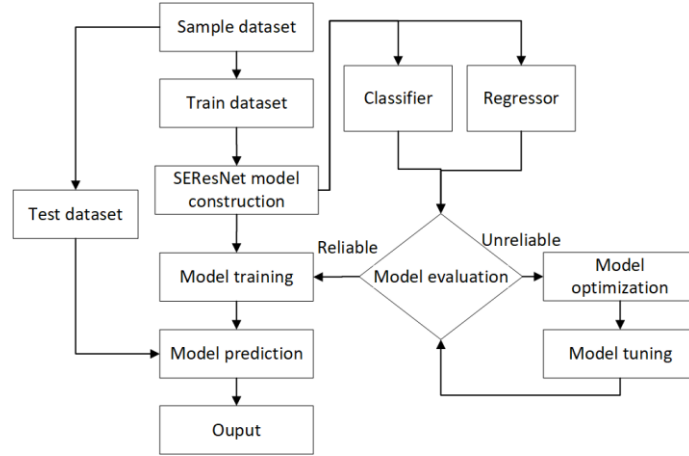 Sample dataset
Train dataset
Classifier
Regressor
SEResNet model
construction
Test dataset
Reliable
Unreliable
Model training
Model evaluation
Model
optimization
Model prediction
Model tuning
Ouput